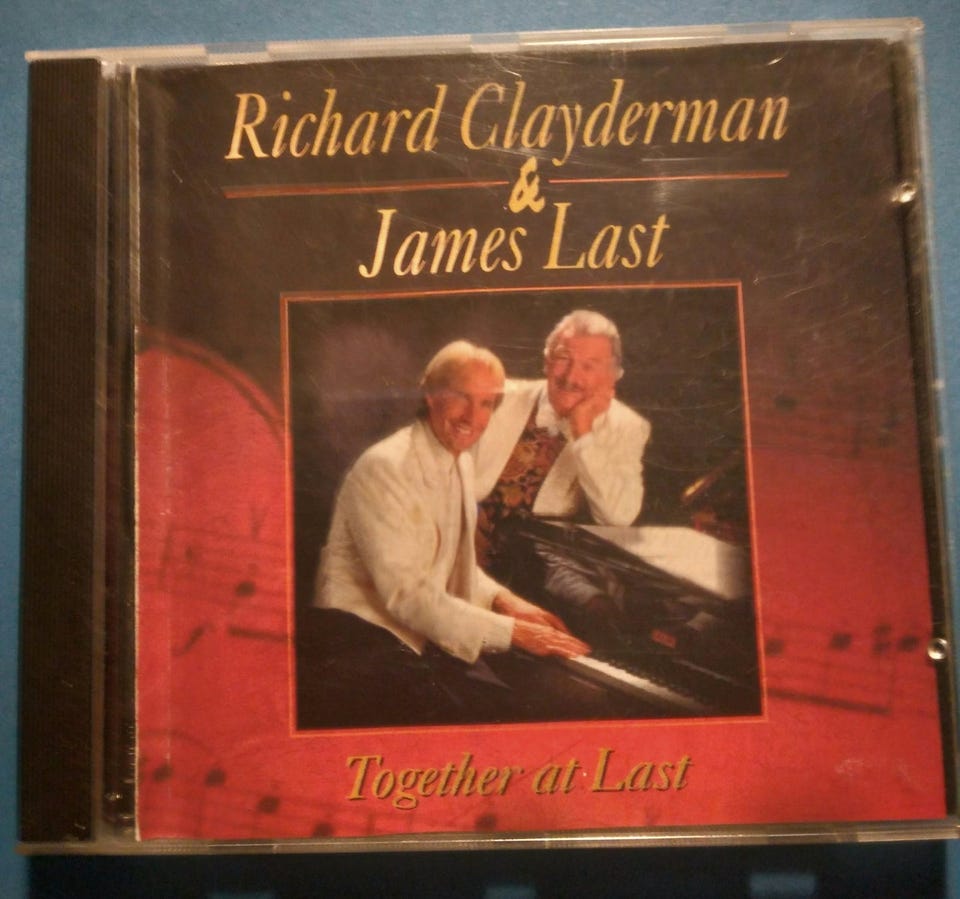 Richard Clayderman
&
James Last
Together at Last